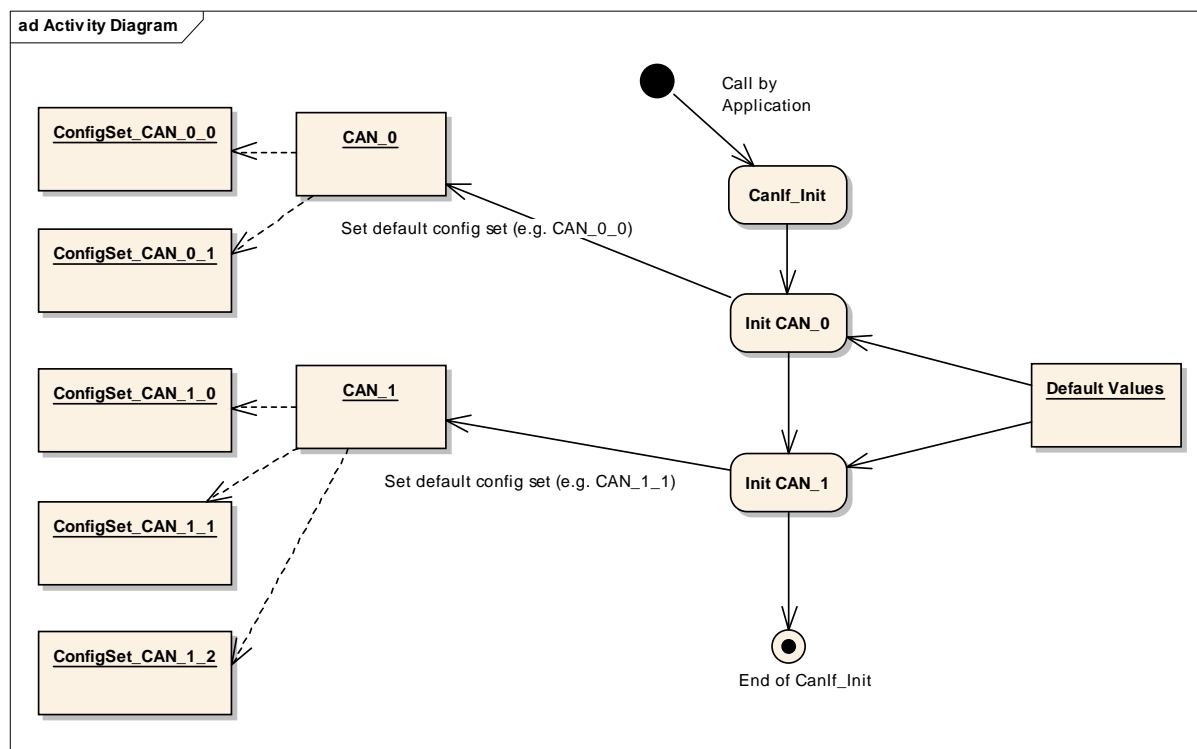 ad Activity Diagram
Call by
Application
ConfigSet_CAN_0_0
CAN_0
CanIf_Init
Set default config set (e.g. CAN_0_0)
ConfigSet_CAN_0_1
Init CAN_0
ConfigSet_CAN_1_0
CAN_1
Default Values
Set default config set (e.g. CAN_1_1)
Init CAN_1
ConfigSet_CAN_1_1
ConfigSet_CAN_1_2
End of CanIf_Init